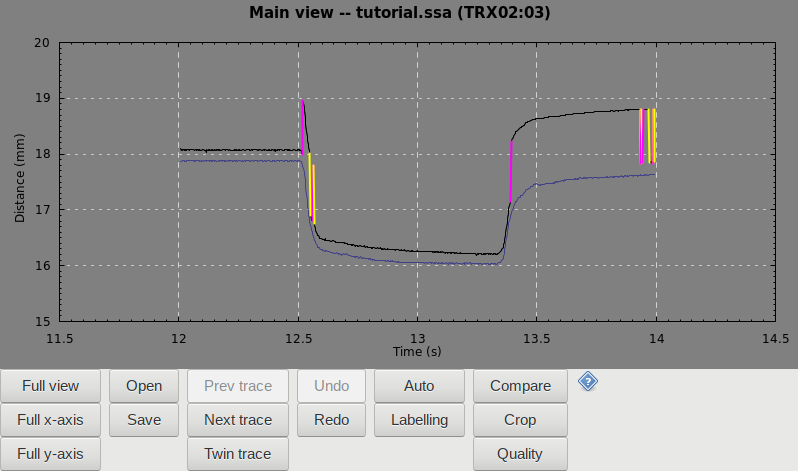 Main view -- tutorial.ssa (TRX02:03)
20
19
18
17
16
15
Distance (mm)
11.5 12 12.5 13 13.5 14 14.5
Time (s)
Full view Open Prev trace Undo Auto Compare ?
Full x-axis Save Next trace Redo Labelling Crop
Full y-axis Twin trace Quality